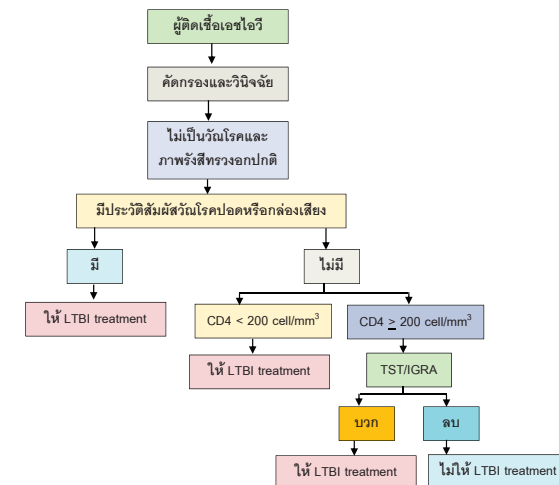 ผู้ติดเชื้อเอชไอวี
คัดกรองและวินิจฉัย
ไม่เป็นวัณโรคและ
ภาพรังสีทรวงอกปกติ
มีประวัติสัมผัสวัณโรคปอดหรือกล่องเสียง
มี
ไม่มี
ให้ LTBI treatment
CD4 < 200 cell/mm³
CD4 ≥ 200 cell/mm³
ให้ LTBI treatment
TST/IGRA
บวก
ลบ
ให้ LTBI treatment
ไม่ให้ LTBI treatment